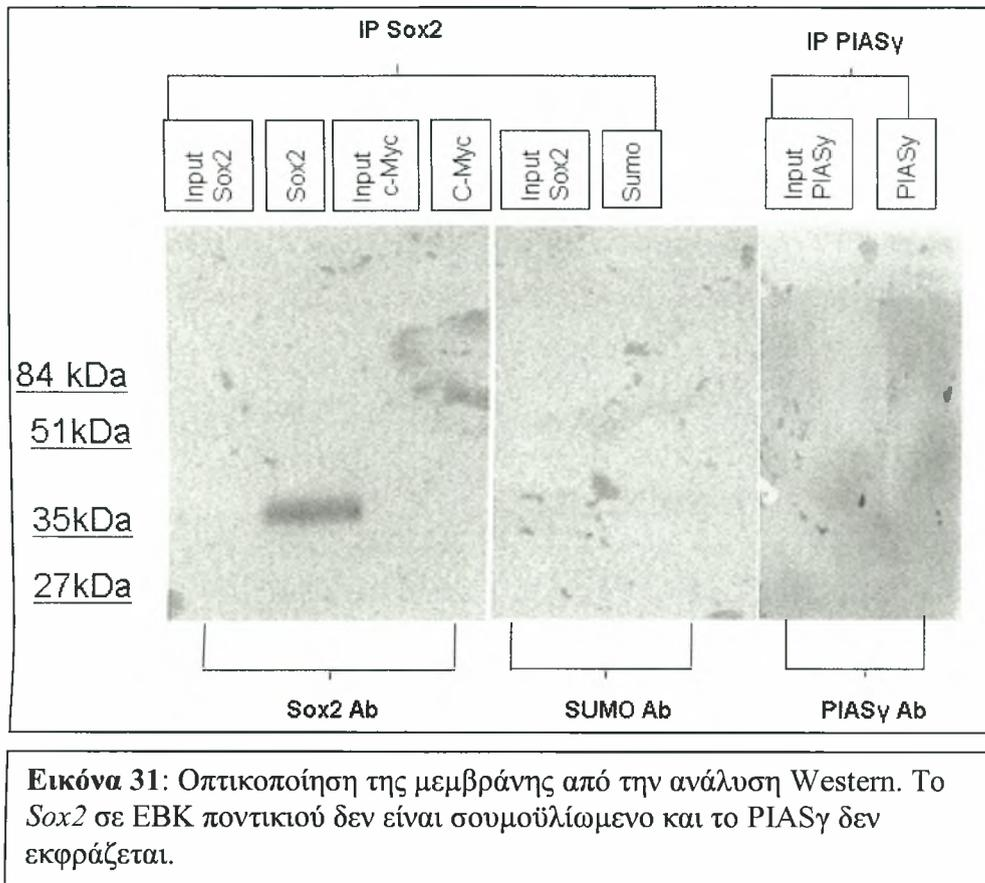 IP Sox2
IP PIASγ
Input Sox2
Sox2
Input c-Myc
C-Myc
Input Sox2
Sumo
Input PIASy
PIASy
84 kDa
51kDa
35kDa
27kDa
Sox2 Ab
SUMO Ab
PIASγ Ab
Εικόνα 31: Οπτικοποίηση της μεμβράνης από την ανάλυση Western. Το
Sox2 σε ΕΒΚ ποντικιού δεν είναι σουμοϋλίωμενο και το PIASγ δεν
εκφράζεται.